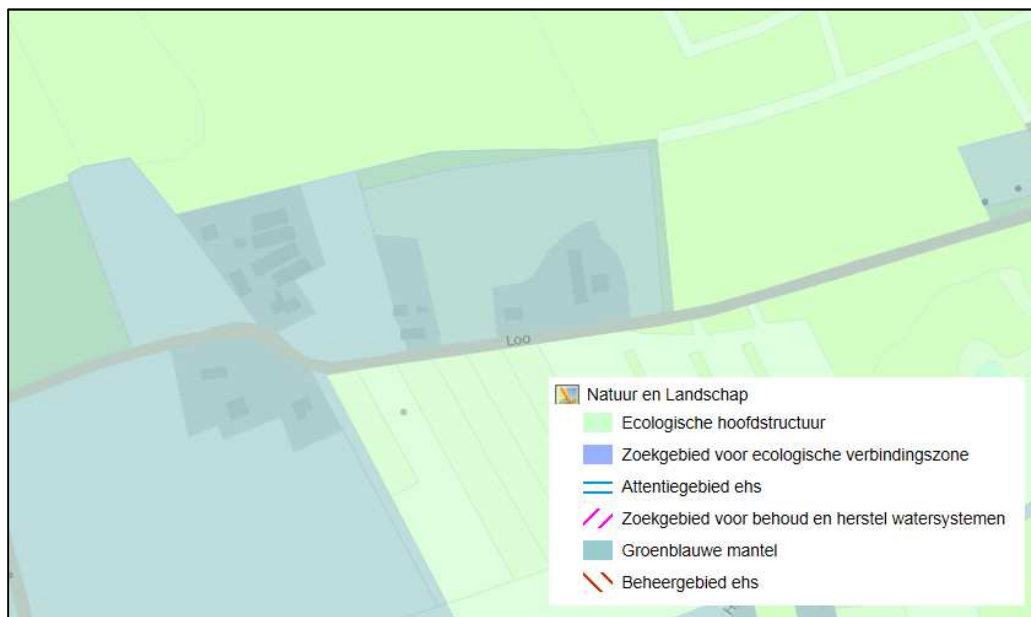 Loo
Natuur en Landschap
Ecologische hoofdstructuur
Zoekgebied voor ecologische verbindingszone
Attentiegebied ehs
Zoekgebied voor behoud en herstel watersystemen
Groenblauwe mantel
Beheergebied ehs